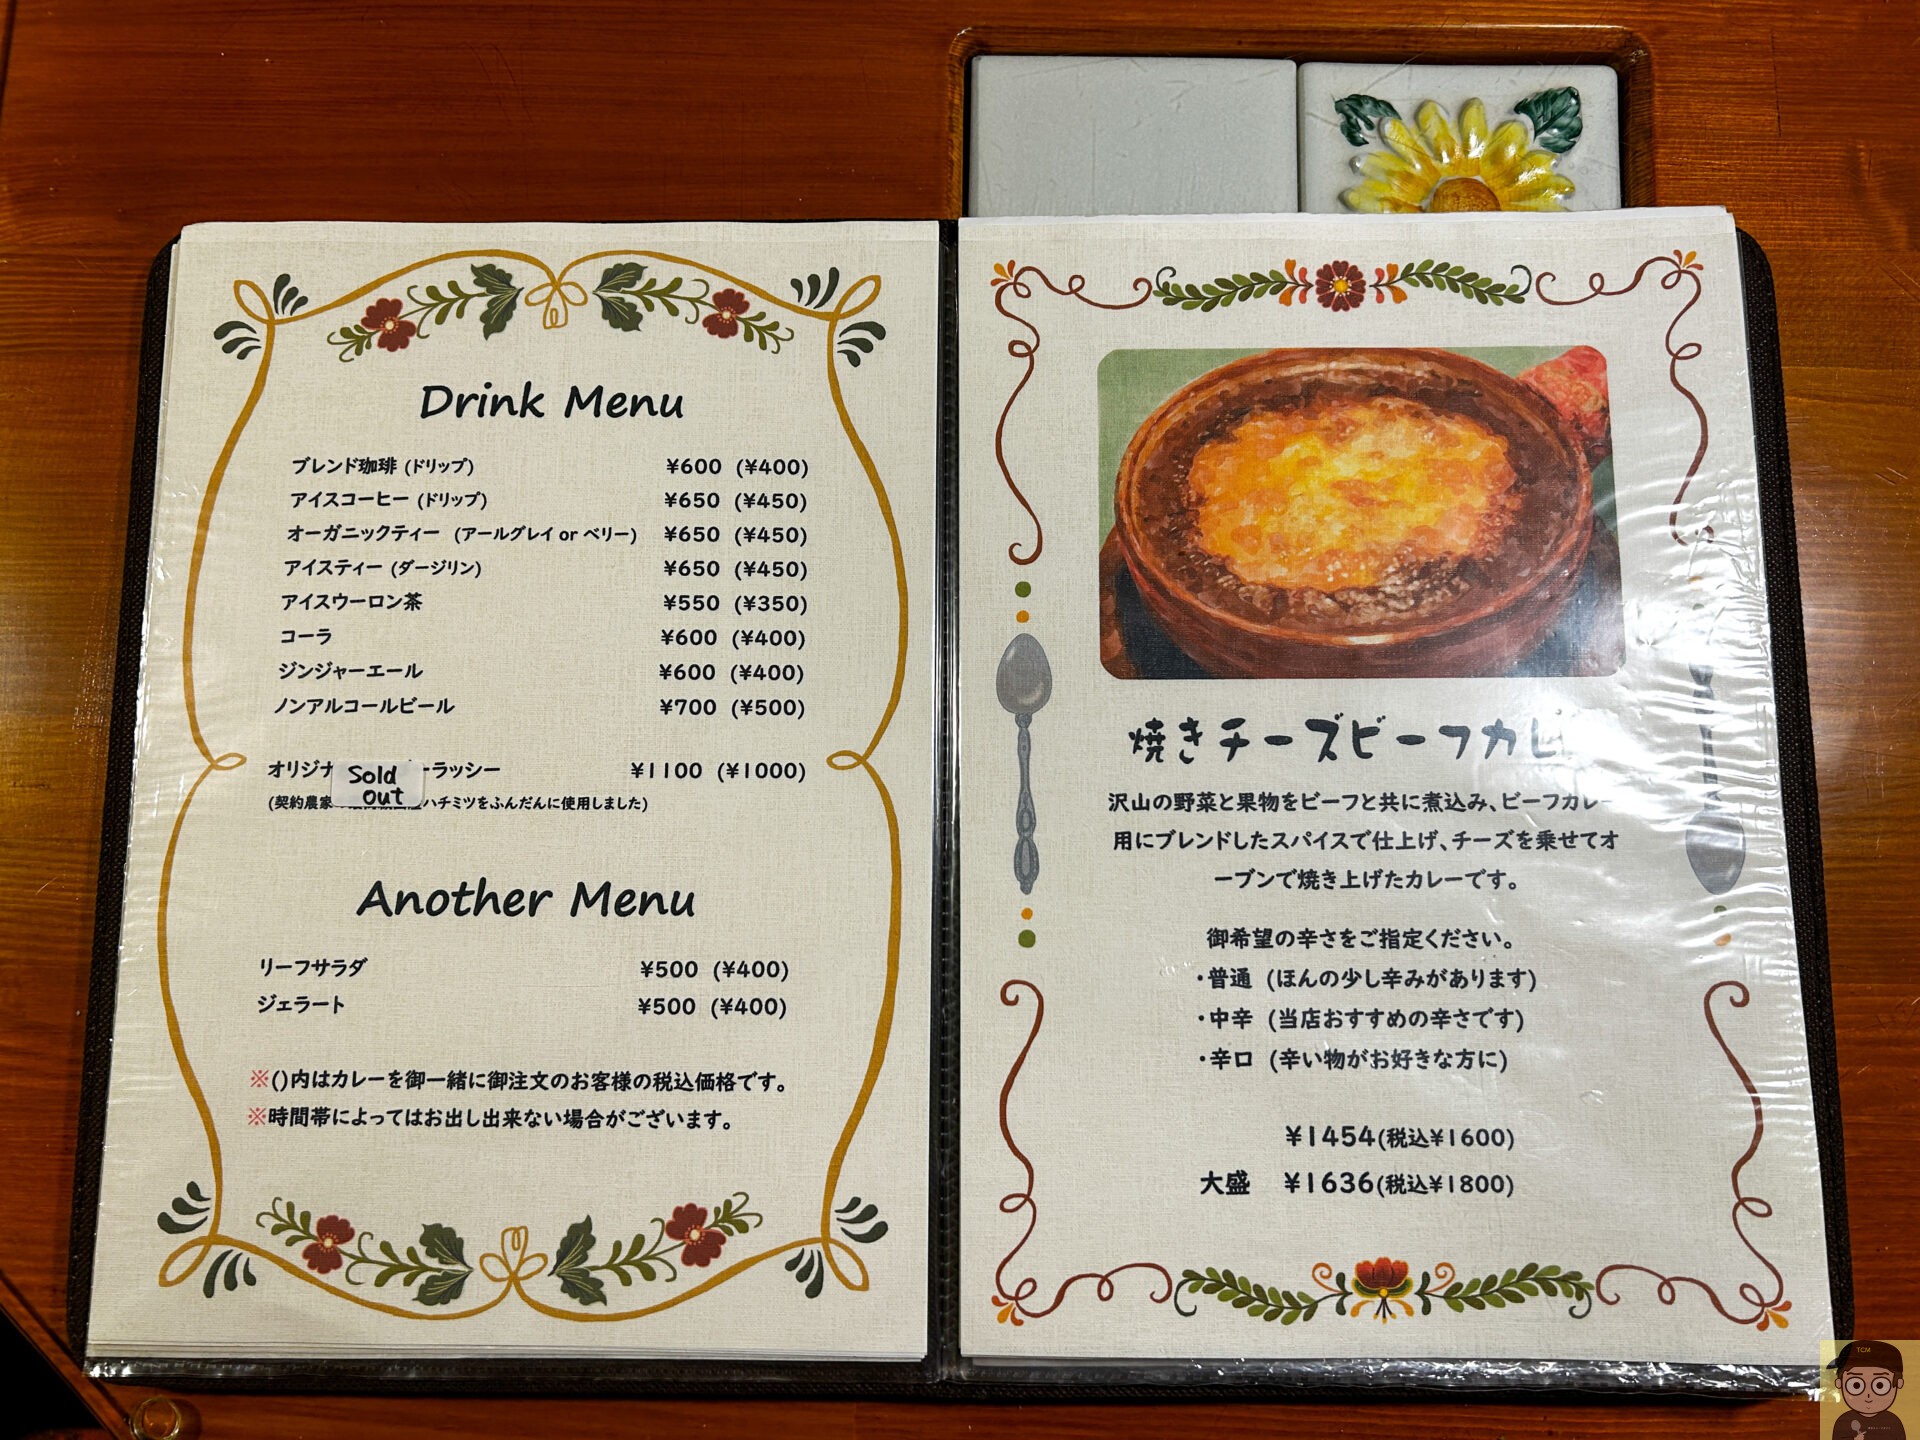 Drink Menu
ブレンド珈琲 (ドリップ) ¥600 (¥400)
アイスコーヒー (ドリップ) ¥650 (¥450)
オーガニックティー (アールグレイ or ベリー) ¥650 (¥450)
アイスティー (ダージリン) ¥650 (¥450)
アイスウーロン茶 ¥550 (¥350)
コーラ ¥600 (¥400)
ジンジャーエール ¥600 (¥400)
ノンアルコールビール ¥700 (¥500)
オリジナ ーラッシー ¥1100 (¥1000)
Sold
out
(契約農家 ハチミツをふんだんに使用しました)
Another Menu
リーフサラダ ¥500 (¥400)
ジェラート ¥500 (¥400)
※()内はカレーを御一緒に御注文のお客様の税込価格です。
※時間帯によってはお出し出来ない場合がございます。
焼きチーズビーフカレ
沢山の野菜と果物をビーフと共に煮込み、ビーフカレー
用にブレンドしたスパイスで仕上げ、チーズを乗せてオ
ーブンで焼き上げたカレーです。
御希望の辛さをご指定ください。
・普通 (ほんの少し辛みがあります)
・中辛 (当店おすすめの辛さです)
・辛口 (辛い物がお好きな方に)
¥1454(税込¥1600)
大盛 ¥1636(税込¥1800)
TCM